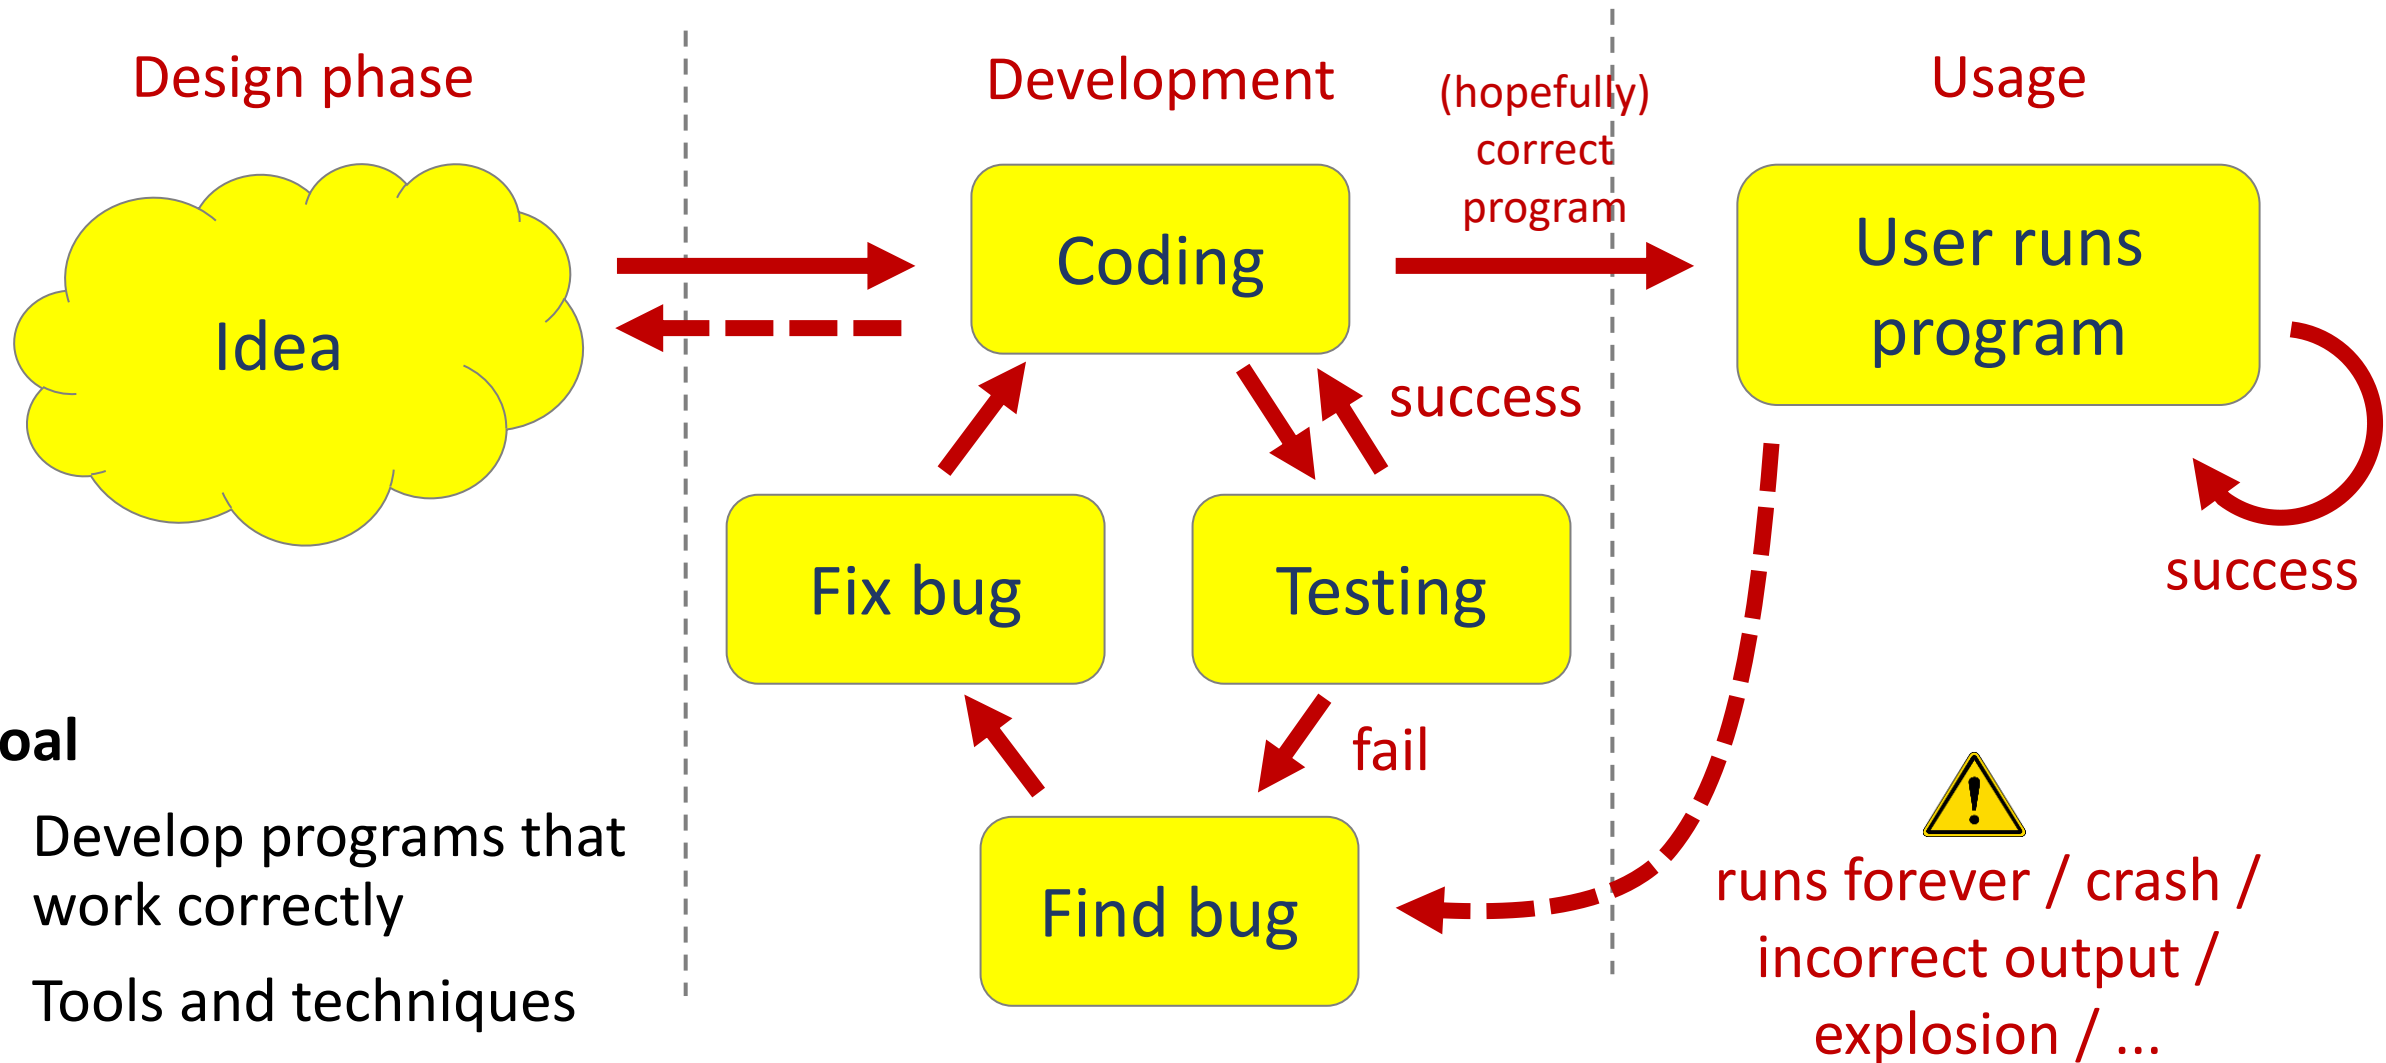 Design phase
Development
(hopefully)
correct
program
Usage
Idea
Coding
User runs
program
success
Fix bug
Testing
success
fail
Find bug
oal
Develop programs that
work correctly
Tools and techniques
runs forever / crash /
incorrect output /
explosion / ...